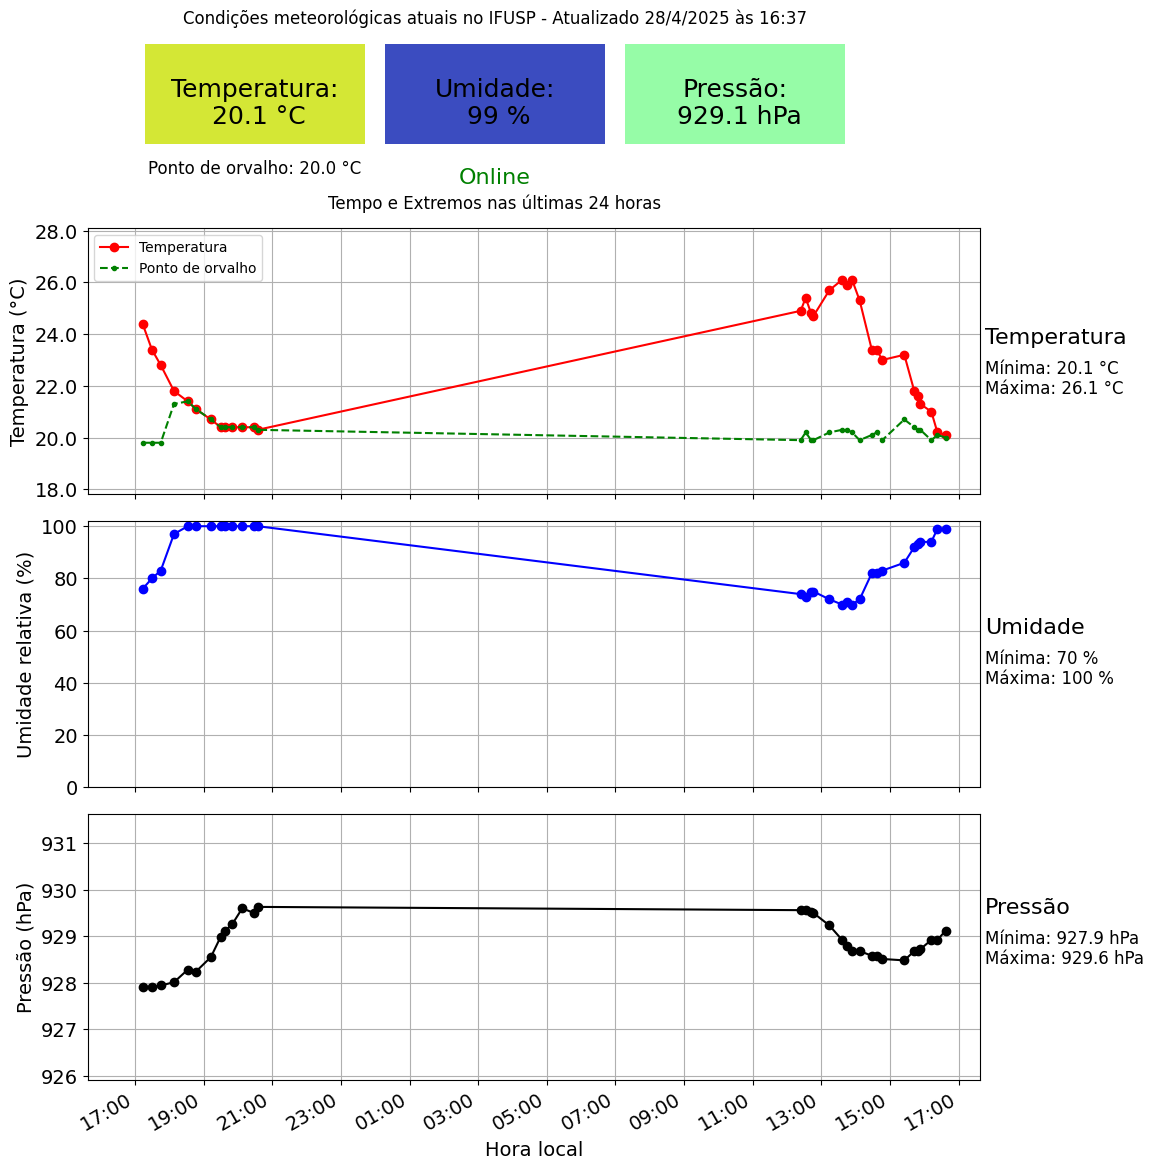 Condições meteorológicas atuais no IFUSP - Atualizado 28/4/2025 às 16:37
Temperatura:
20.1 °C
Umidade:
99 %
Pressão:
929.1 hPa
Ponto de orvalho: 20.0 °C
Online
Tempo e Extremos nas últimas 24 horas
Temperatura (°C)
28.0
26.0
24.0
22.0
20.0
18.0
Temperatura
Ponto de orvalho
Temperatura
Mínima: 20.1 °C
Máxima: 26.1 °C
Umidade relativa (%)
100
80
60
40
20
0
Umidade
Mínima: 70 %
Máxima: 100 %
Pressão (hPa)
931
930
929
928
927
926
Pressão
Mínima: 927.9 hPa
Máxima: 929.6 hPa
17:00 19:00 21:00 23:00 01:00 03:00 05:00 07:00 09:00 11:00 13:00 15:00 17:00
Hora local